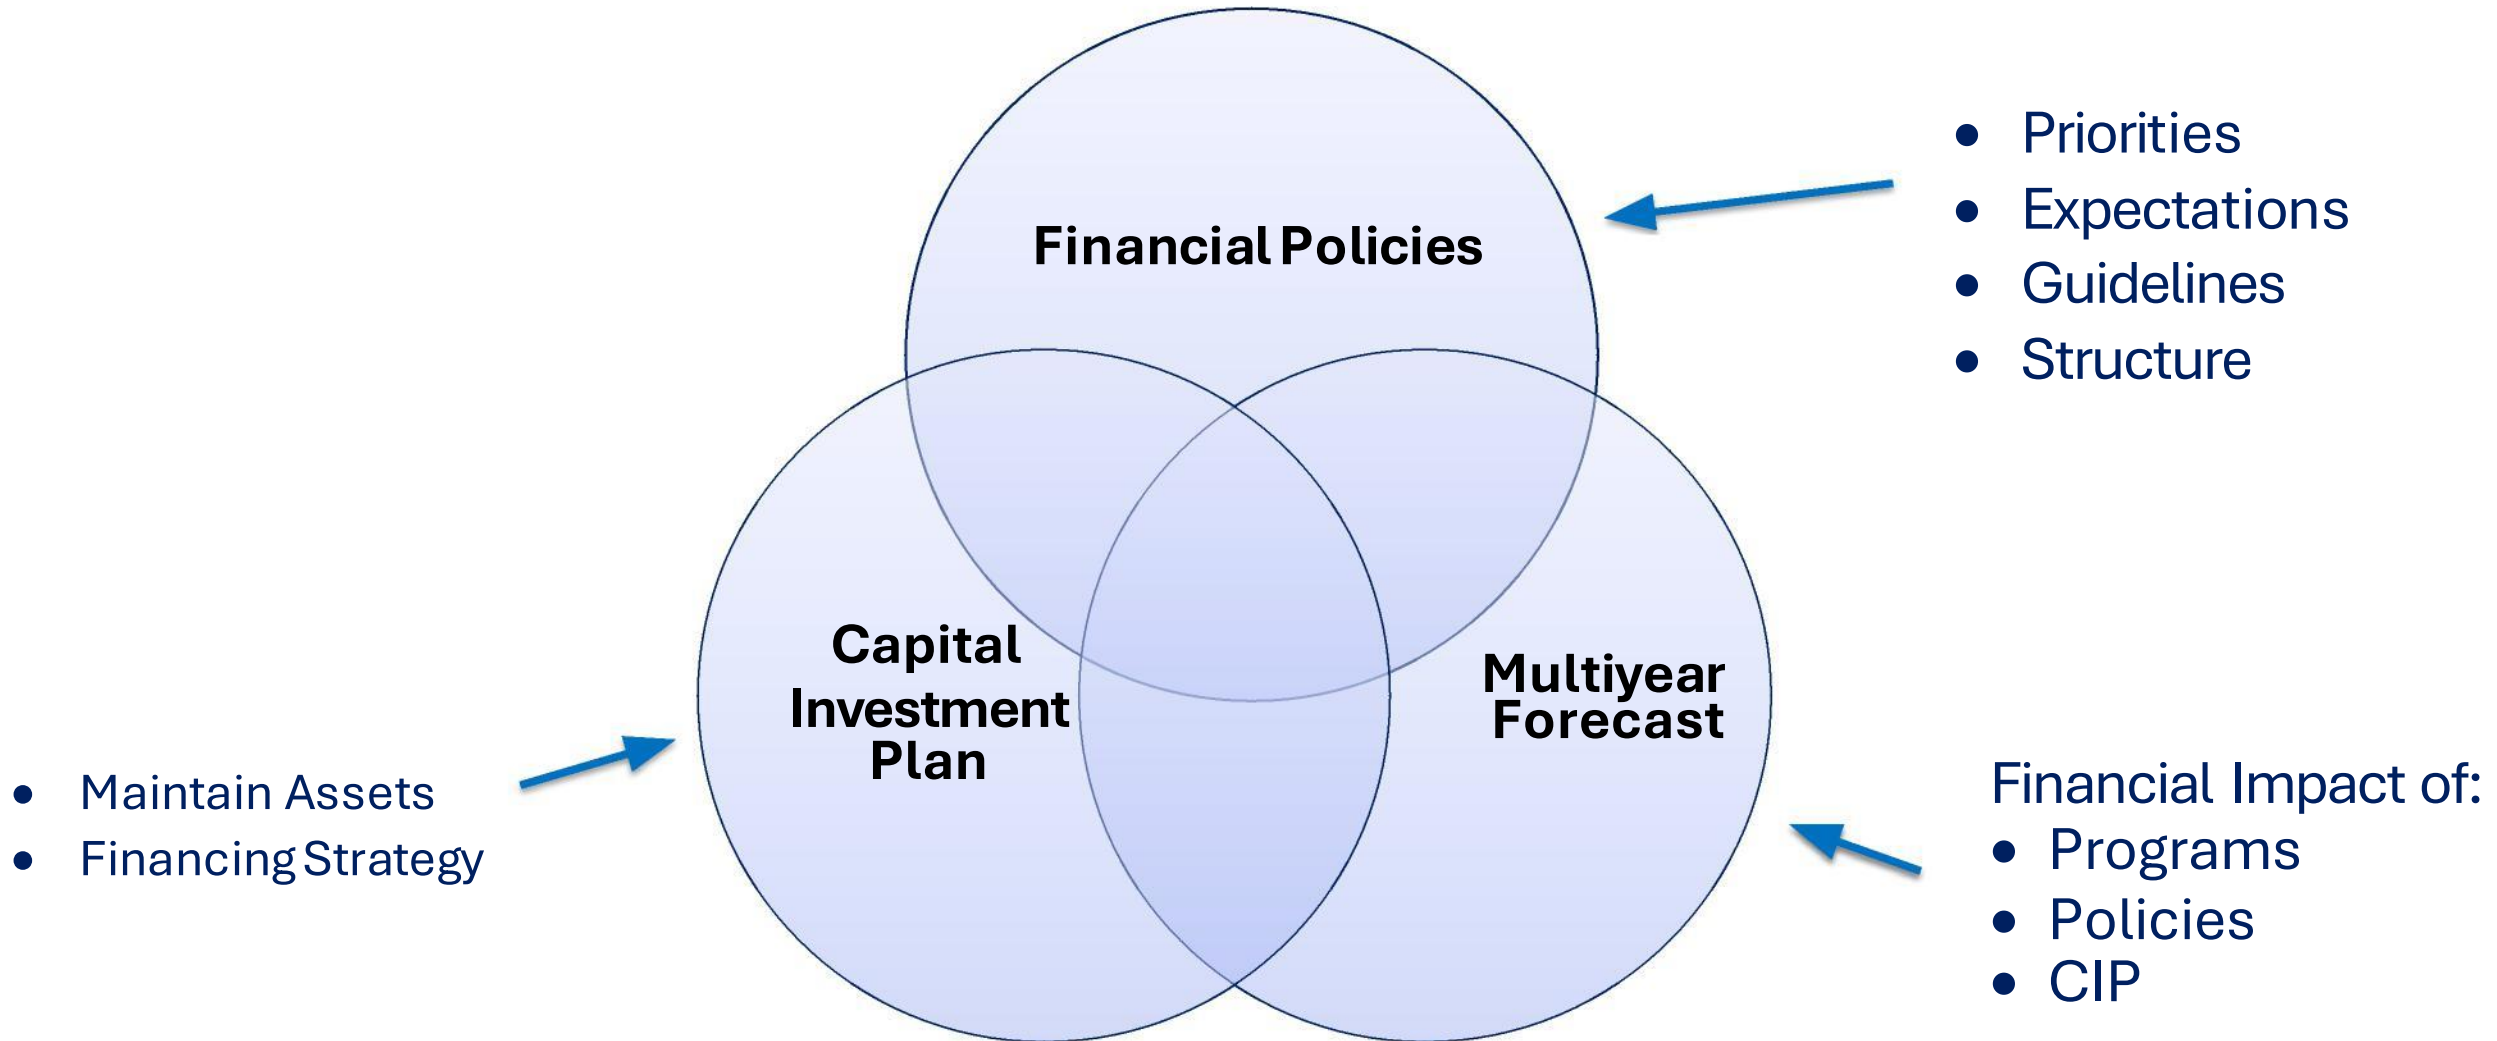 Financial Policies
● Priorities
● Expectations
● Guidelines
● Structure
Capital
Investment
Plan
Multiyear
Forecast
● Maintain Assets
● Financing Strategy
Financial Impact of:
● Programs
● Policies
● CIP